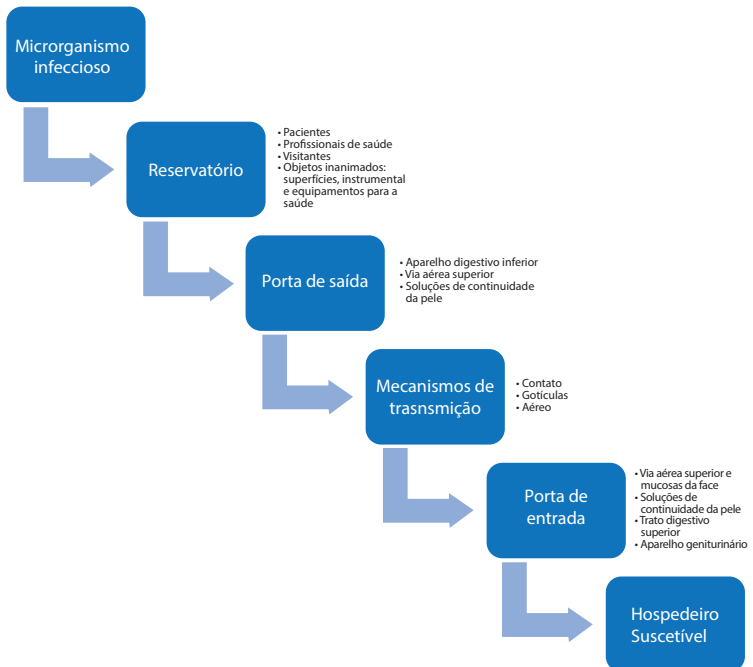 Microrganismo
infeccioso
Reservatório
• Pacientes
• Profissionais de saúde
• Visitantes
• Objetos inanimados:
superfícies, instrumental
e equipamentos para a
saúde
Porta de saída
• Aparelho digestivo inferior
• Via aérea superior
• Soluções de continuidade
da pele
Mecanismos de
trasnsmição
• Contato
• Gotículas
• Aéreo
Porta de
entrada
• Via aérea superior e
mucosas da face
• Soluções de
continuidade da pele
• Trato digestivo
superior
• Aparelho geniturinário
Hospedeiro
Suscetível